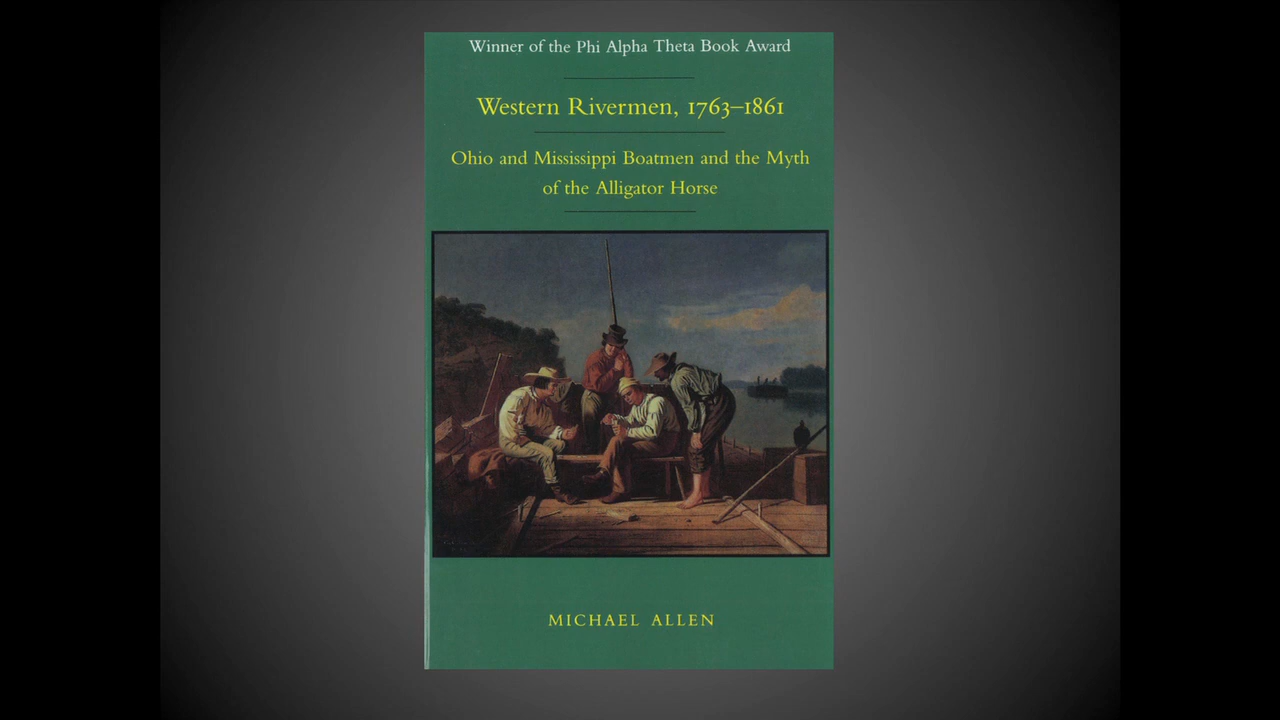 Winner of the Phi Alpha Theta Book Award
Western Rivermen, 1763–1861
Ohio and Mississippi Boatmen and the Myth
of the Alligator Horse
MICHAEL ALLEN